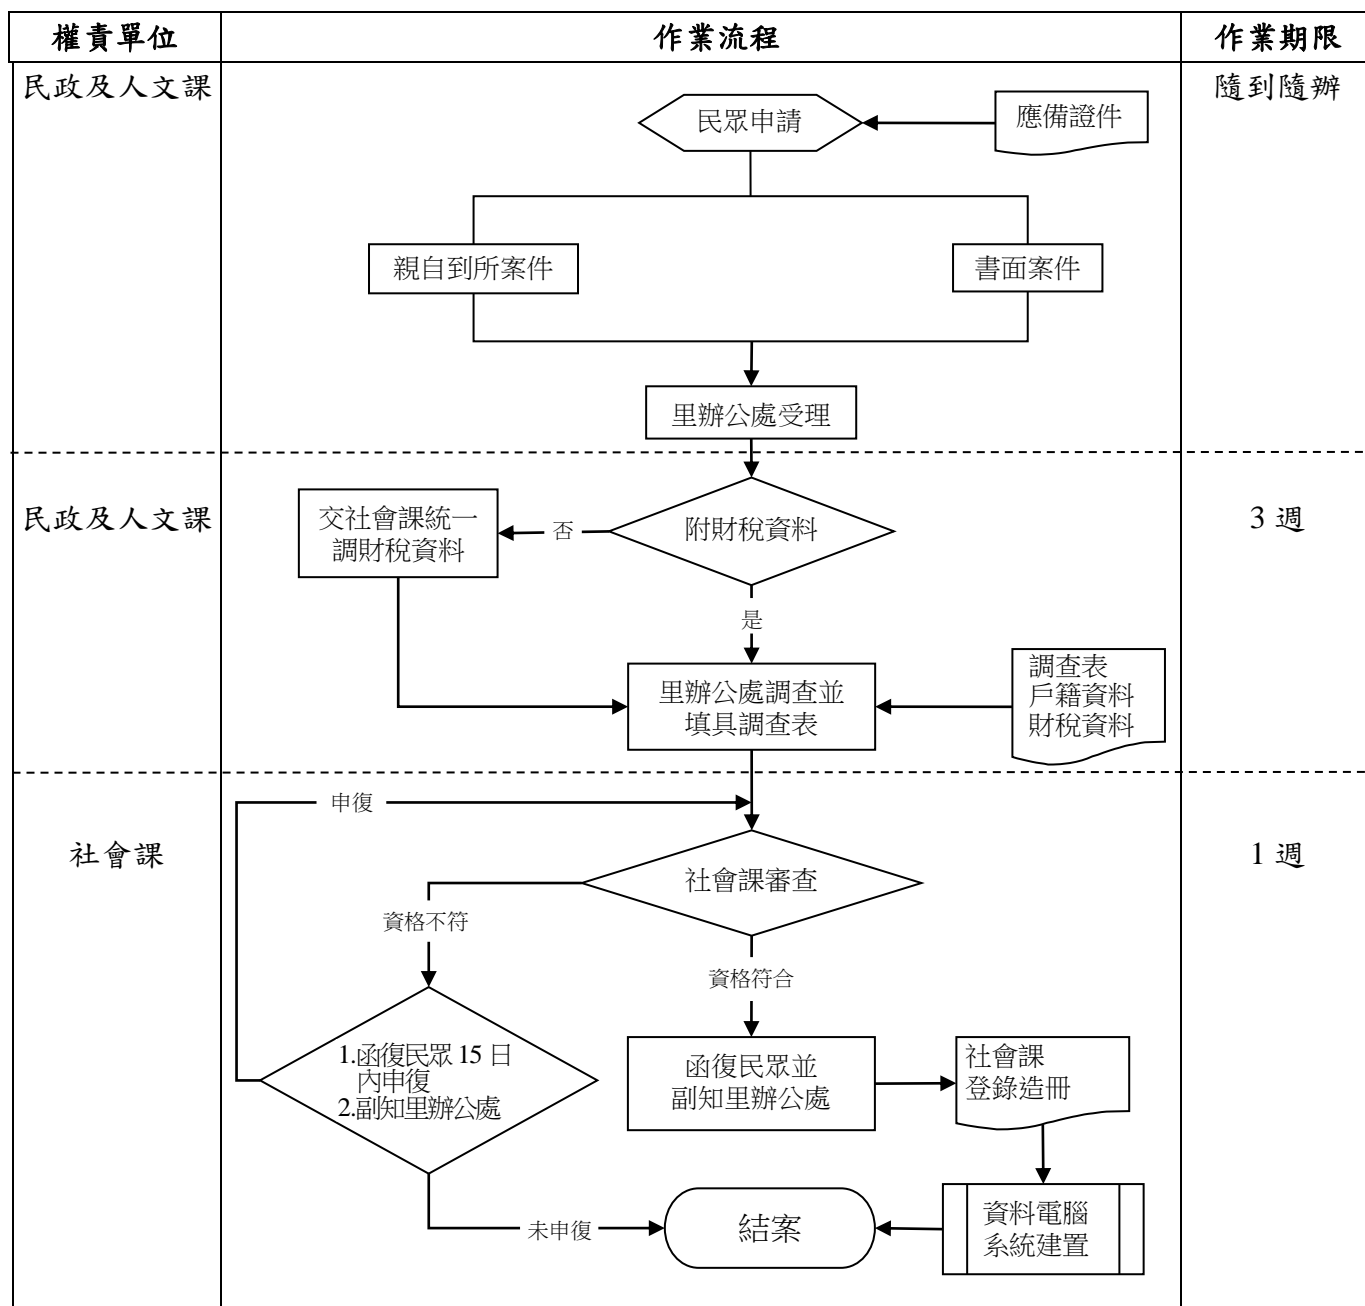 權責單位
作業流程
作業期限
民政及人文課
隨到隨辦
民眾申請
應備證件
親自到所案件
書面案件
里辦公處受理
民政及人文課
3 週
交社會課統一
調財稅資料
否
附財稅資料
是
里辦公處調查並
填具調查表
調查表
戶籍資料
財稅資料
申復
社會課
1 週
社會課審查
資格不符
資格符合
1.函復民眾 15 日
內申復
2.副知里辦公處
函復民眾並
副知里辦公處
社會課
登錄造冊
未申復
結案
資料電腦
系統建置